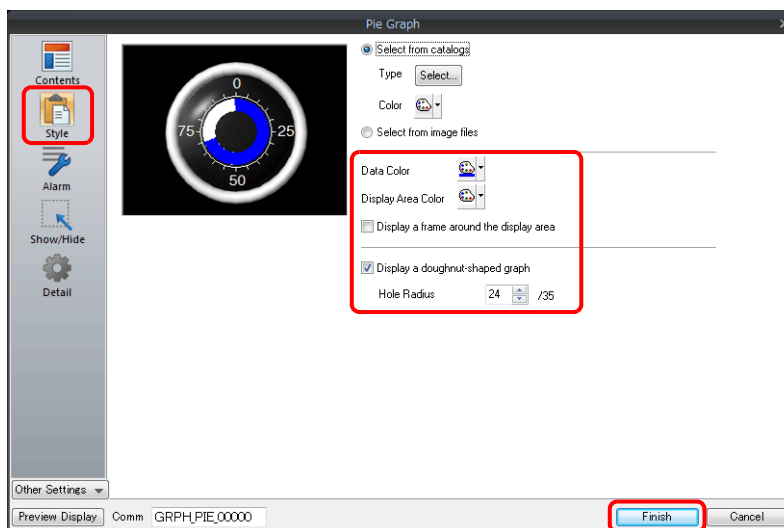 Pie Graph
Contents
Style
Alarm
Show/Hide
Detail
0
75
25
50
Select from catalogs
Type Select...
Color
Select from image files
Data Color
Display Area Color
Display a frame around the display area
Display a doughnut-shaped graph
Hole Radius 24 /35
Other Settings
Preview Display Comm GRPH_PIE_00000 Finish Cancel